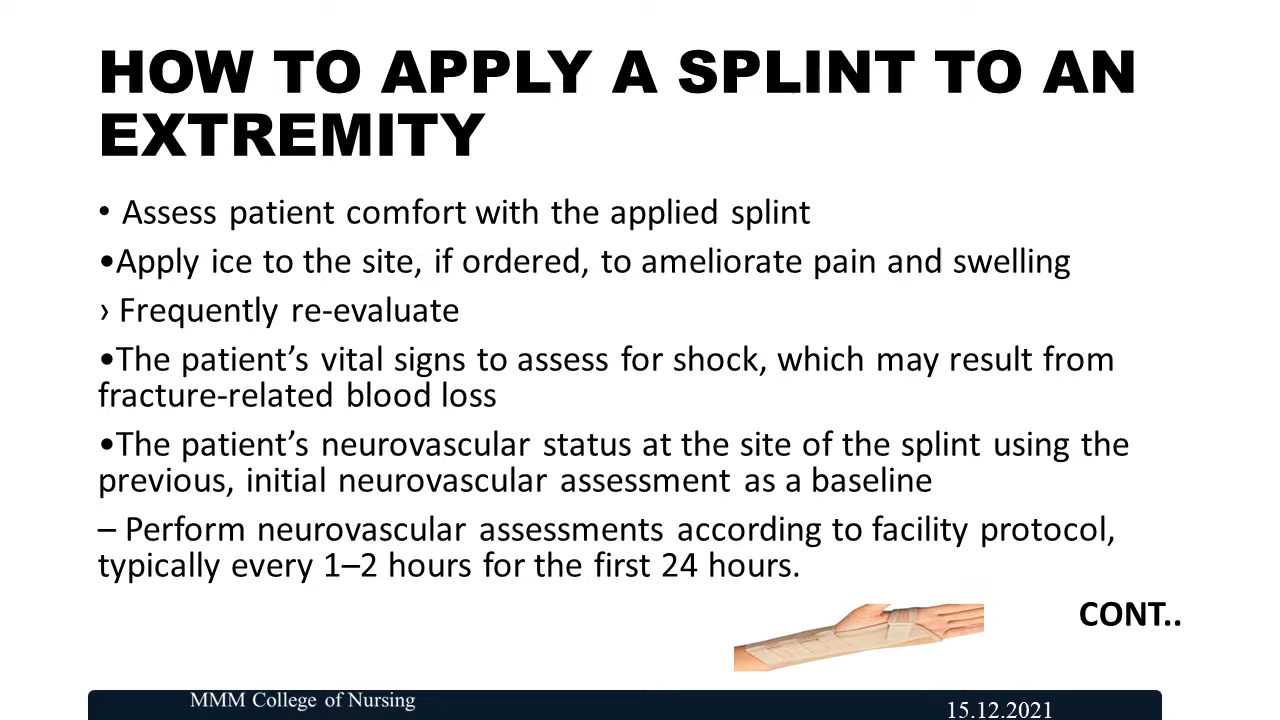 HOW TO APPLY A SPLINT TO AN
EXTREMITY
• Assess patient comfort with the applied splint
•Apply ice to the site, if ordered, to ameliorate pain and swelling
› Frequently re-evaluate
•The patient’s vital signs to assess for shock, which may result from
fracture-related blood loss
•The patient’s neurovascular status at the site of the splint using the
previous, initial neurovascular assessment as a baseline
– Perform neurovascular assessments according to facility protocol,
typically every 1–2 hours for the first 24 hours.
CONT..
MMM College of Nursing
15.12.2021